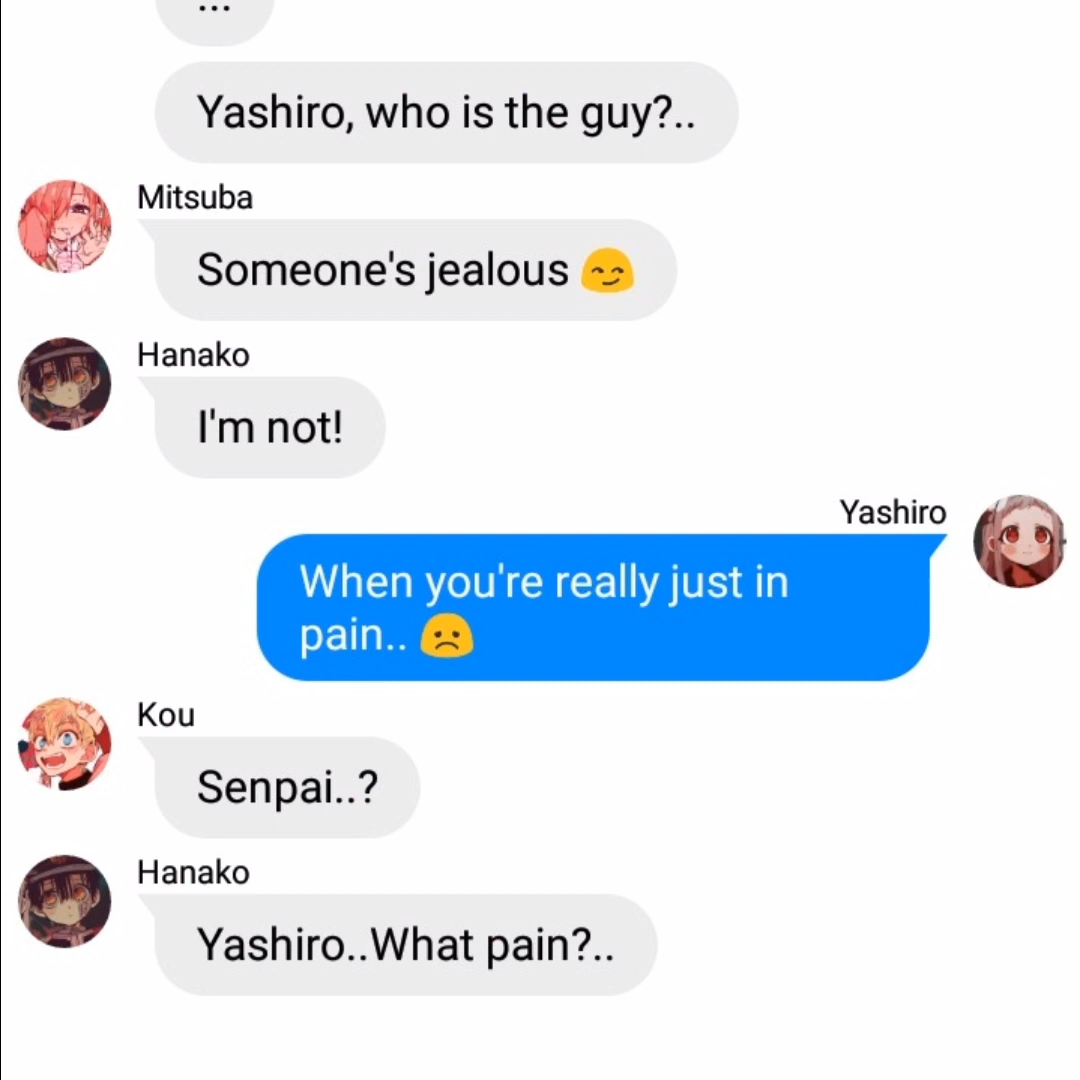 ...
Yashiro, who is the guy?..
Mitsuba
Someone's jealous 😏
Hanako
I'm not!
Yashiro
When you're really just in
pain.. 🙁
Kou
Senpai..?
Hanako
Yashiro..What pain?..